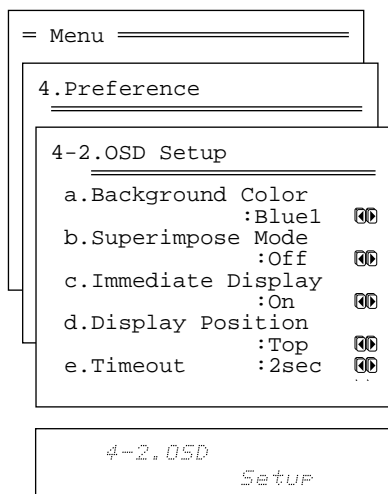 Menu
4.Preference
4-2.OSD Setup
a.Background Color
:Blue1
b.Superimpose Mode
:Off
c.Immediate Display
:On
d.Display Position
:Top
e.Timeout :2sec
4-2.OSD
Setup